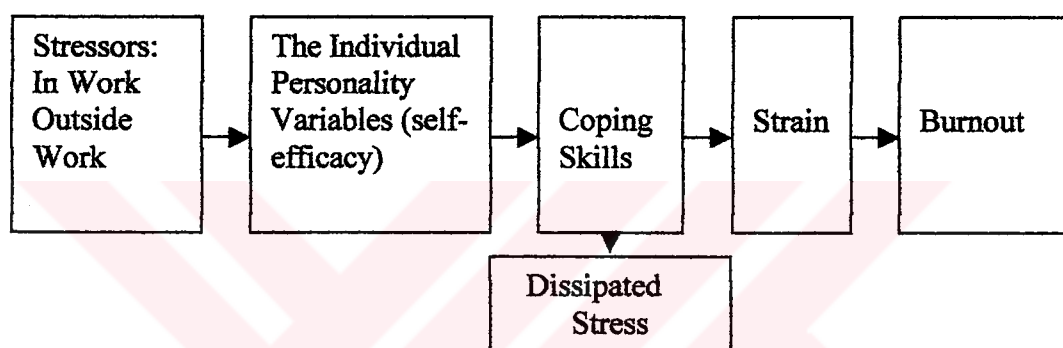 Stressors:
In Work
Outside
Work
The Individual
Personality
Variables (self-
efficacy)
Coping
Skills
Strain
Burnout
Dissipated
Stress